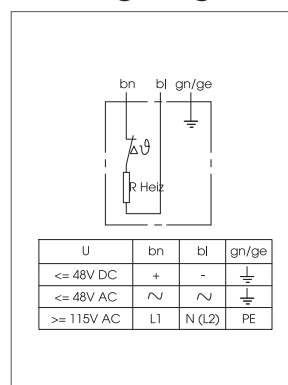 bn bl gn/ge
Δϑ
R Heiz
U bn bl gn/ge
<= 48V DC + - ⏚
<= 48V AC ~ ~ ⏚
>= 115V AC L1 N (L2) PE